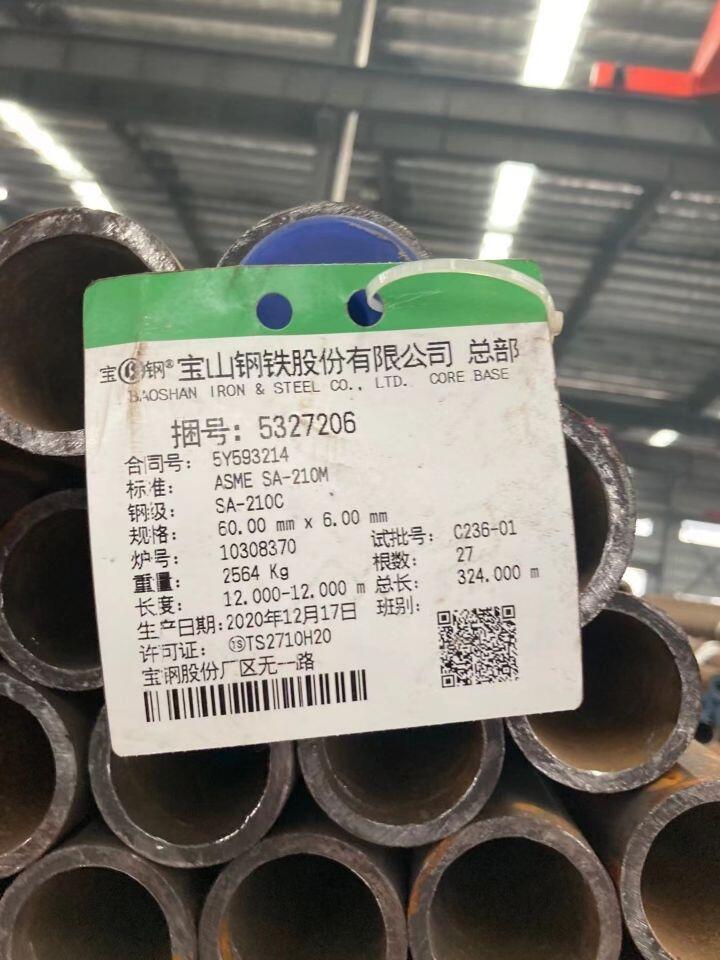 宝钢® 宝山钢铁股份有限公司 总部
BAOSHAN IRON & STEEL CO., LTD. CORE BASE
捆号: 5327206
合同号: 5Y593214
标准: ASME SA-210M
钢级: SA-210C
规格: 60.00 mm x 6.00 mm 试批号: C236-01
炉号: 10308370 根数: 27
重量: 2564 Kg 总长: 324.000 m
长度: 12.000-12.000 m 班别:
生产日期: 2020年12月17日
许可证: TS TS2710H20
宝钢股份厂区无一路